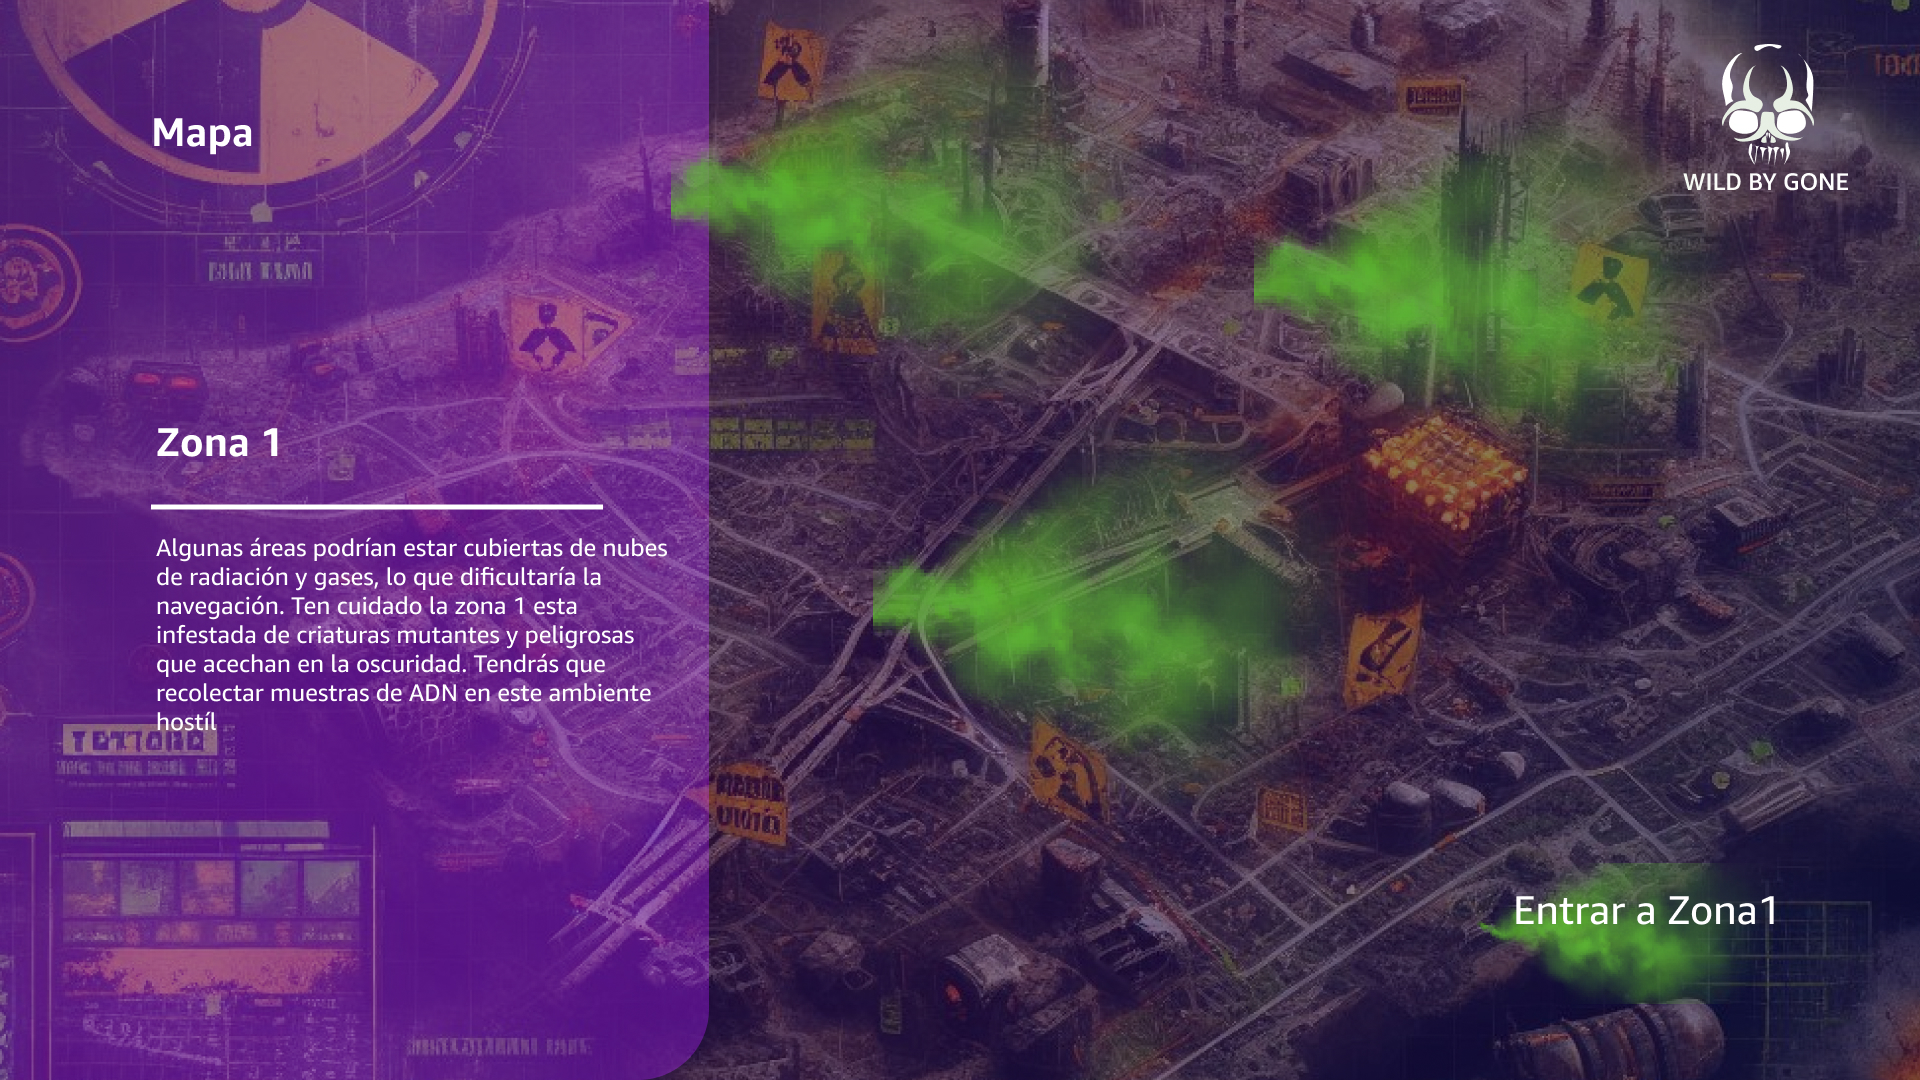 Mapa
WILD BY GONE
Zona 1
Algunas áreas podrían estar cubiertas de nubes
de radiación y gases, lo que dificultaría la
navegación. Ten cuidado la zona 1 esta
infestada de criaturas mutantes y peligrosas
que acechan en la oscuridad. Tendrás que
recolectar muestras de ADN en este ambiente
hostíl
Entrar a Zona1